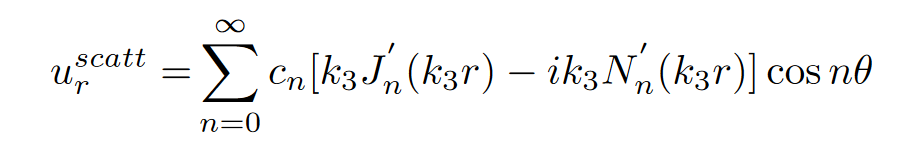 $u_r^{scatt} = \sum_{n=0}^{\infty} c_n [k_3 J_n^{'}(k_3 r) - i k_3 N_n^{'}(k_3 r)] \cos n\theta$